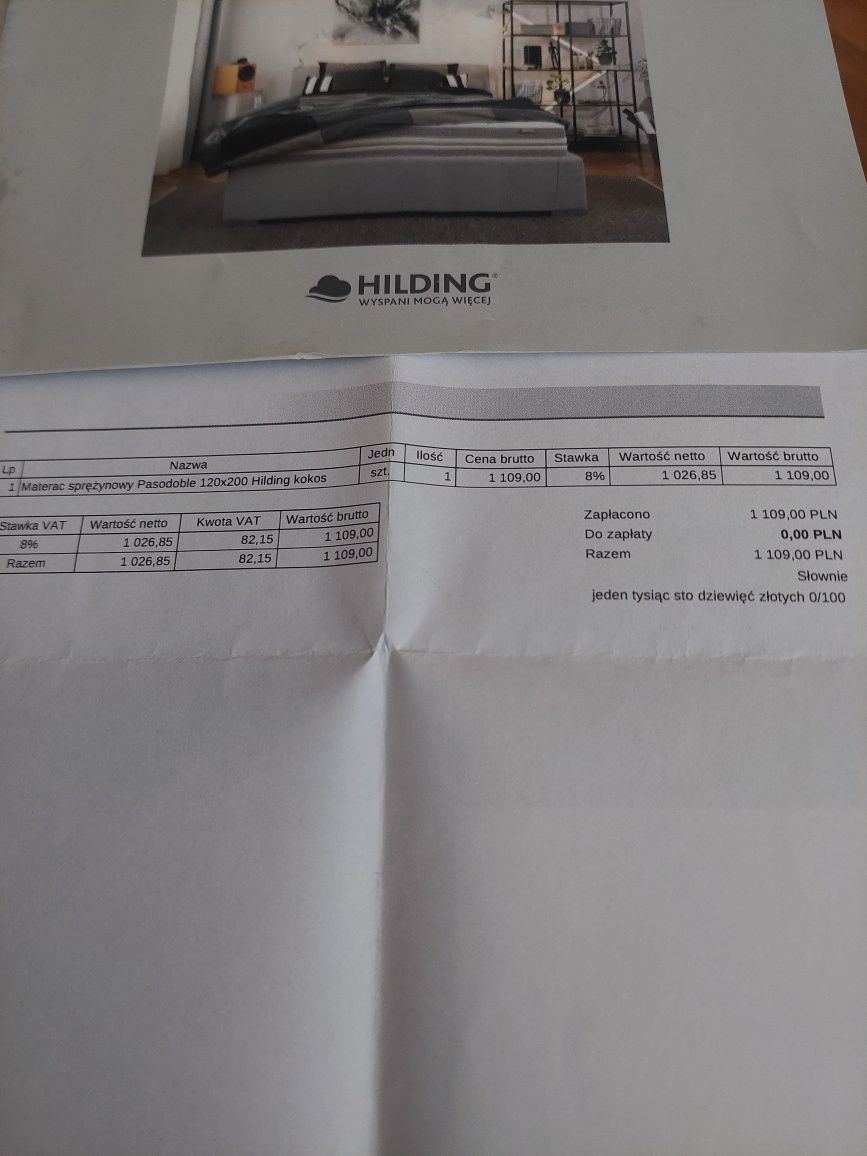 HILDING®
WYSPANI MOGĄ WIĘCEJ
Lp Nazwa Jedn Ilość Cena brutto Stawka Wartość netto Wartość brutto
1 Materac sprężynowy Pasodoble 120x200 Hilding kokos szt. 1 1 109,00 8% 1 026,85 1 109,00
Stawka VAT Wartość netto Kwota VAT Wartość brutto
8% 1 026,85 82,15 1 109,00
Razem 1 026,85 82,15 1 109,00
Zapłacono 1 109,00 PLN
Do zapłaty 0,00 PLN
Razem 1 109,00 PLN
Słownie
jeden tysiąc sto dziewięć złotych 0/100